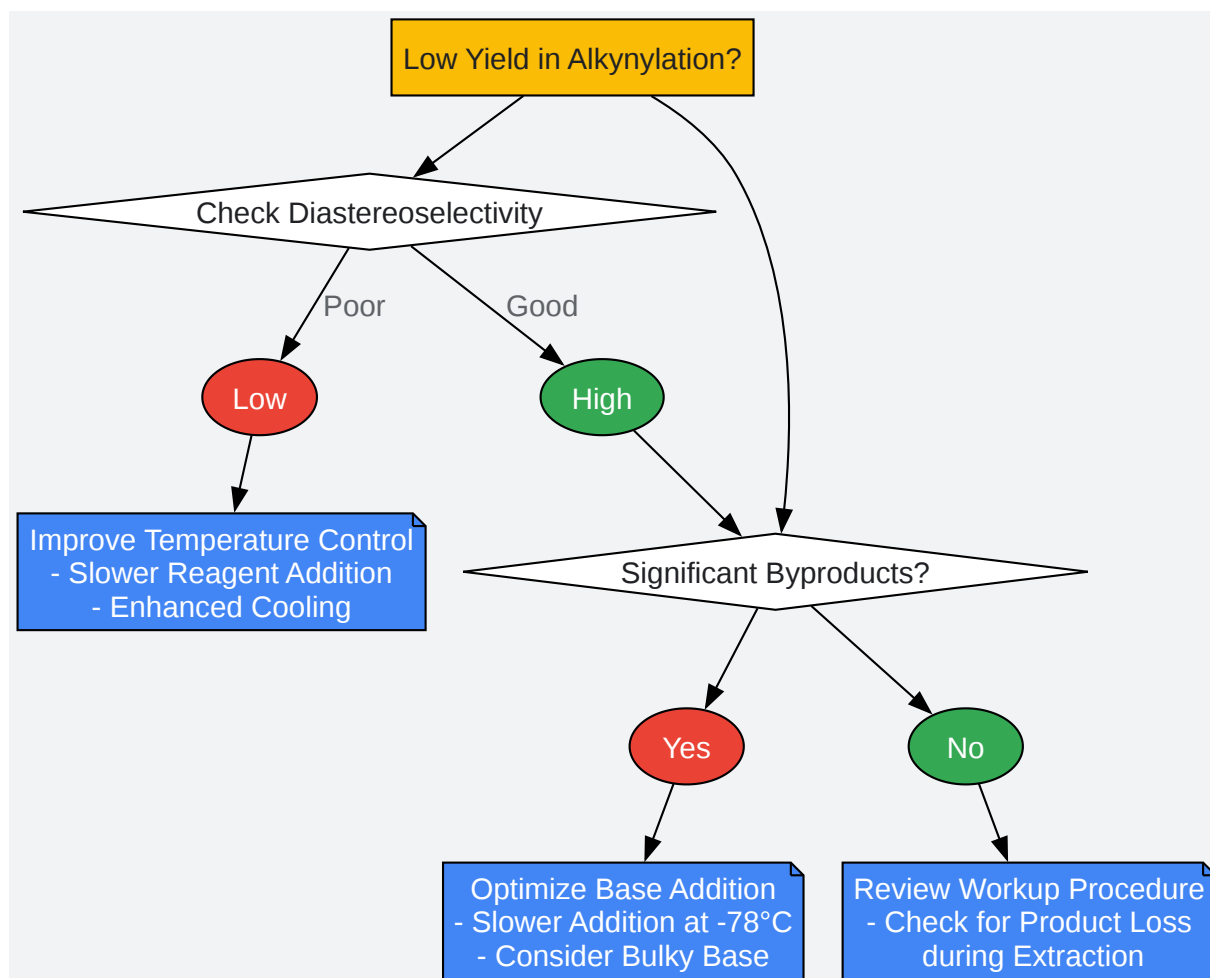 Low Yield in Alkynylation?
Check Diastereoselectivity
Poor
Good
Low
High
Improve Temperature Control
- Slower Reagent Addition
- Enhanced Cooling
Significant Byproducts?
Yes
No
Optimize Base Addition
- Slower Addition at -78°C
- Consider Bulky Base
Review Workup Procedure
- Check for Product Loss
during Extraction